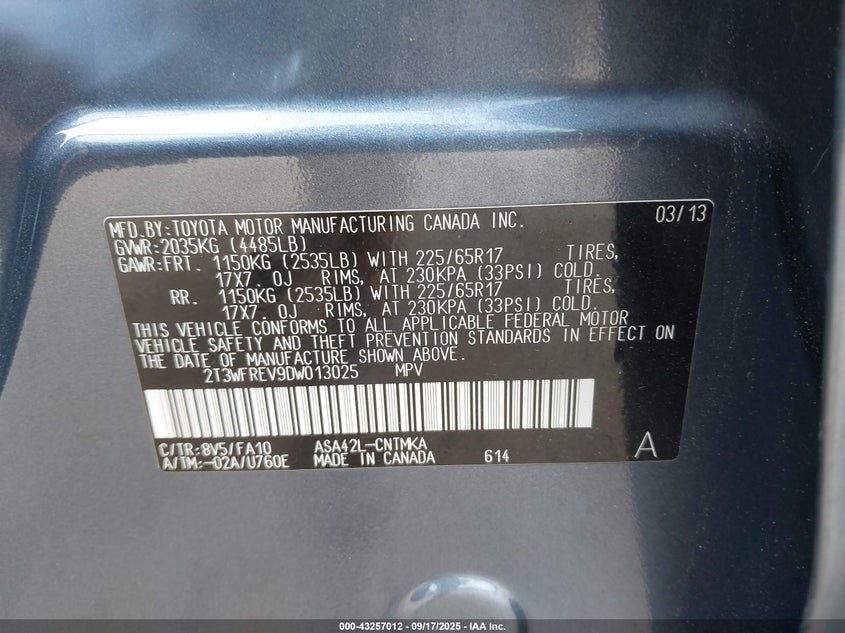 MFD.BY:TOYOTA MOTOR MANUFACTURING CANADA INC. 03/13
GVWR:2035KG (4485LB)
GAWR:FRT. 1150KG (2535LB) WITH 225/65R17 TIRES,
17X7.0J RIMS, AT 230KPA (33PSI) COLD.
RR. 1150KG (2535LB) WITH 225/65R17 TIRES,
17X7.0J RIMS, AT 230KPA (33PSI) COLD.
THIS VEHICLE CONFORMS TO ALL APPLICABLE FEDERAL MOTOR
VEHICLE SAFETY AND THEFT PREVENTION STANDARDS IN EFFECT ON
THE DATE OF MANUFACTURE SHOWN ABOVE.
2T3WFREV9DW013025 MPV
C/TR:8V5/FA10 ASA42L-CNTMKA A
A/TM:-02A/U760E MADE IN CANADA 614
000-43257012 - 09/17/2025 - IAA Inc.